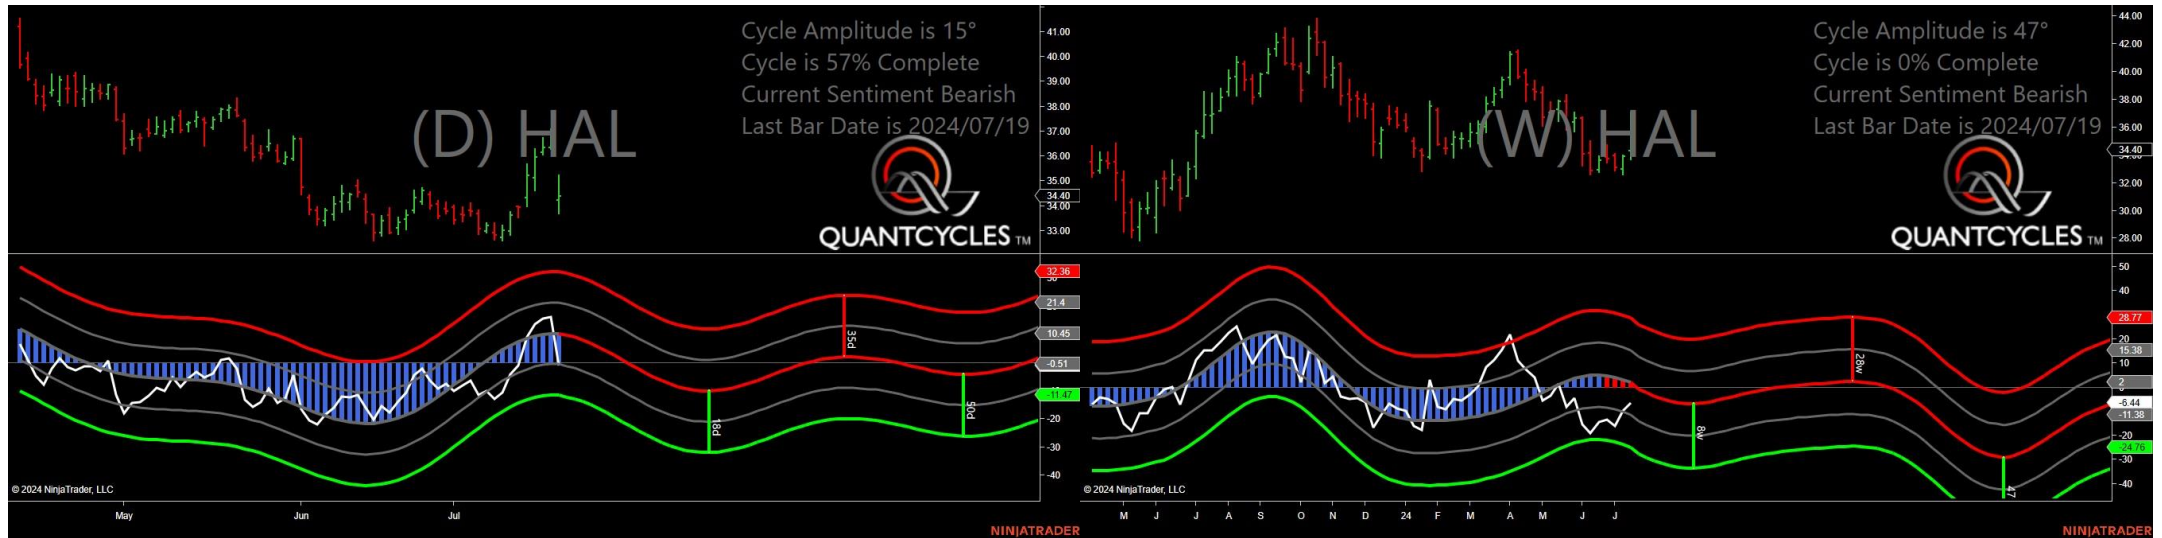 Cycle Amplitude is 15°
Cycle is 57% Complete
Current Sentiment Bearish
Last Bar Date is 2024/07/19
(D) HAL
QUANTCYCLES TM
41.00
40.00
39.00
38.00
37.00
36.00
35.00
34.40
34.00
33.00
32.36
21.4
10.45
-0.51
-11.47
-20
-30
-40
35d
18d
50d
© 2024 NinjaTrader, LLC
May
Jun
Jul
NINJATRADER
Cycle Amplitude is 47°
Cycle is 0% Complete
Current Sentiment Bearish
Last Bar Date is 2024/07/19
(W) HAL
QUANTCYCLES TM
44.00
42.00
40.00
38.00
36.00
34.40
32.00
30.00
28.00
50
40
28.77
20
15.38
10
2
-6.44
-11.38
-20
-24.76
-30
-40
28w
8w
47
© 2024 NinjaTrader, LLC
M J J A S O N D 24 F M A M J J
NINJATRADER